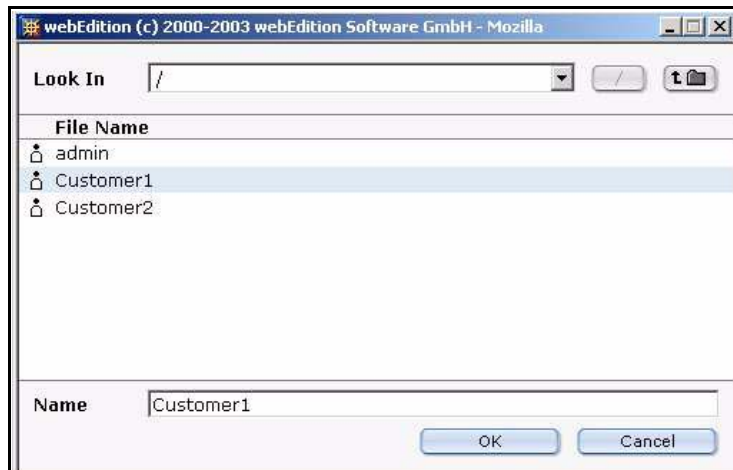 webEdition (c) 2000-2003 webEdition Software GmbH - Mozilla
Look In / /
File Name
admin
Customer1
Customer2
Name Customer1
OK Cancel